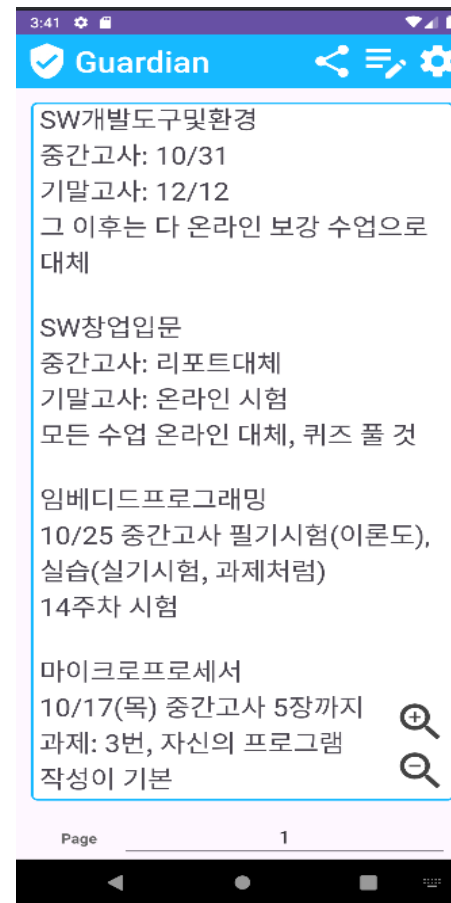 3:41
Guardian
SW개발도구및환경
중간고사: 10/31
기말고사: 12/12
그 이후는 다 온라인 보강 수업으로
대체
SW창업입문
중간고사: 리포트대체
기말고사: 온라인 시험
모든 수업 온라인 대체, 퀴즈 풀 것
임베디드프로그래밍
10/25 중간고사 필기시험(이론도),
실습(실기시험, 과제처럼)
14주차 시험
마이크로프로세서
10/17(목) 중간고사 5장까지
과제: 3번, 자신의 프로그램
작성이 기본
Page 1